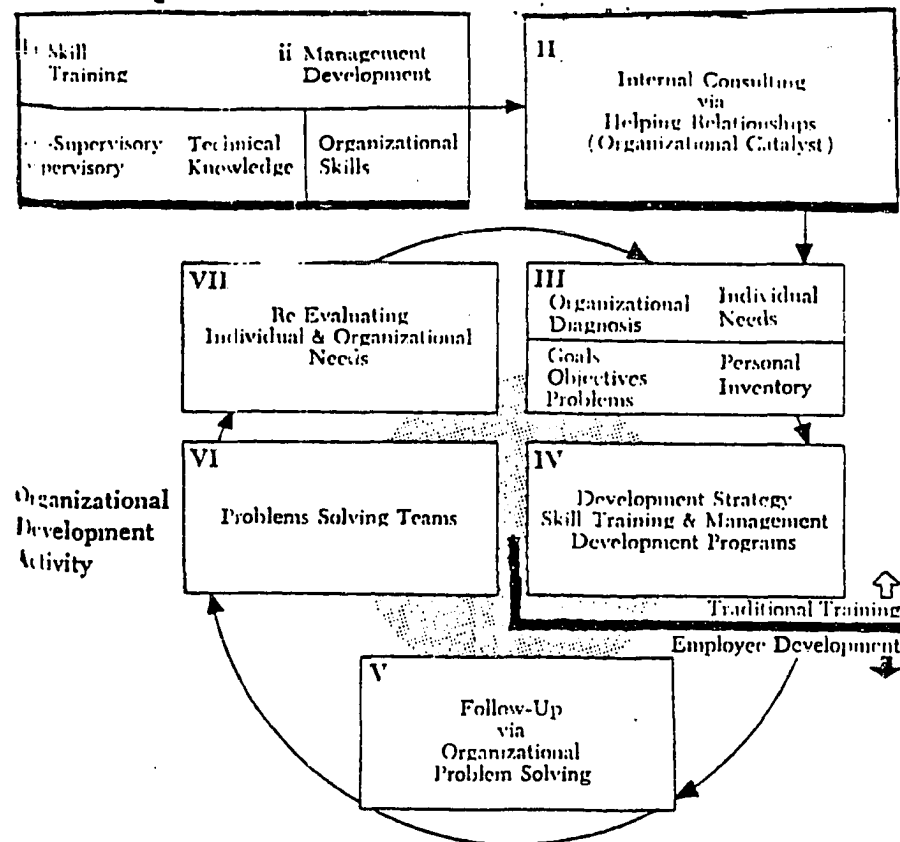 Skill
Training
ii Management
Development
-Supervisory
Technical
Knowledge
Organizational
Skills
II
Internal Consulting
via
Helping Relationships
(Organizational Catalyst)
VII
Re Evaluating
Individual & Organizational
Needs
III
Organizational
Diagnosis
Individual
Needs
Goals
Objectives
Problems
Personal
Inventory
VI
Problems Solving Teams
IV
Development Strategy
Skill Training & Management
Development Programs
Organizational
Development
Activity
Traditional Training
Employee Development
V
Follow-Up
via
Organizational
Problem Solving